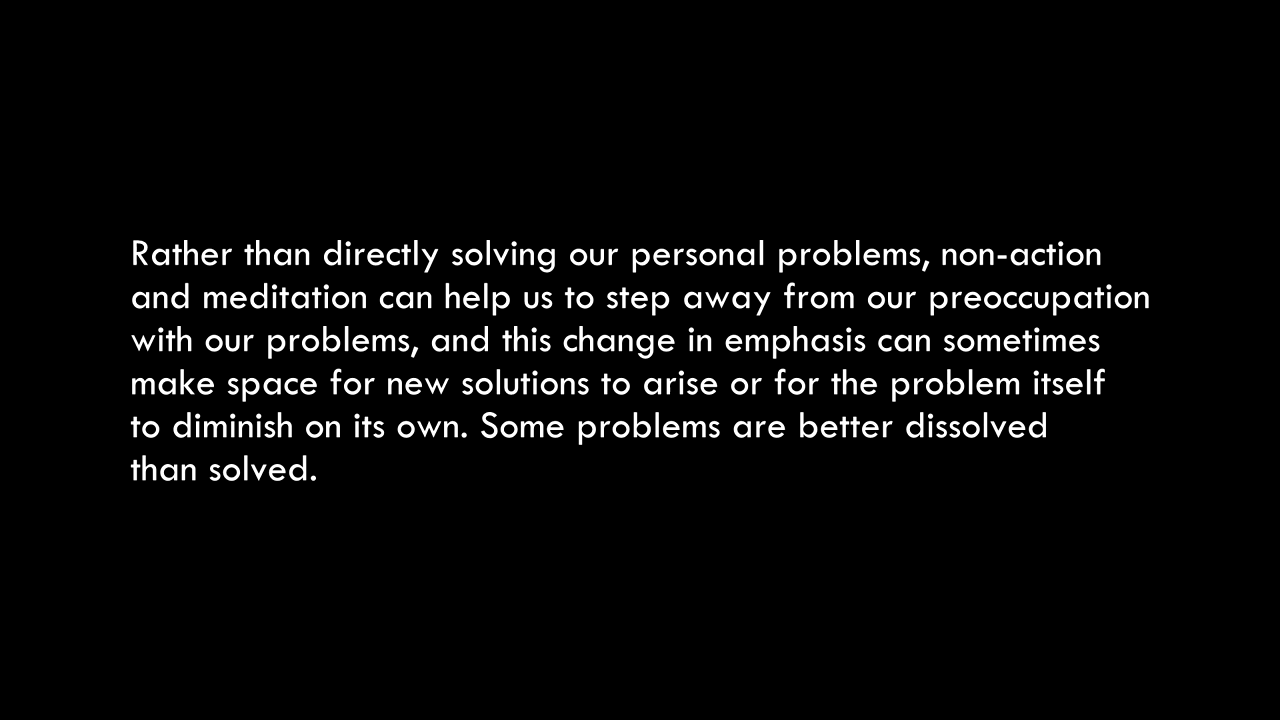 Rather than directly solving our personal problems, non-action
and meditation can help us to step away from our preoccupation
with our problems, and this change in emphasis can sometimes
make space for new solutions to arise or for the problem itself
to diminish on its own. Some problems are better dissolved
than solved.